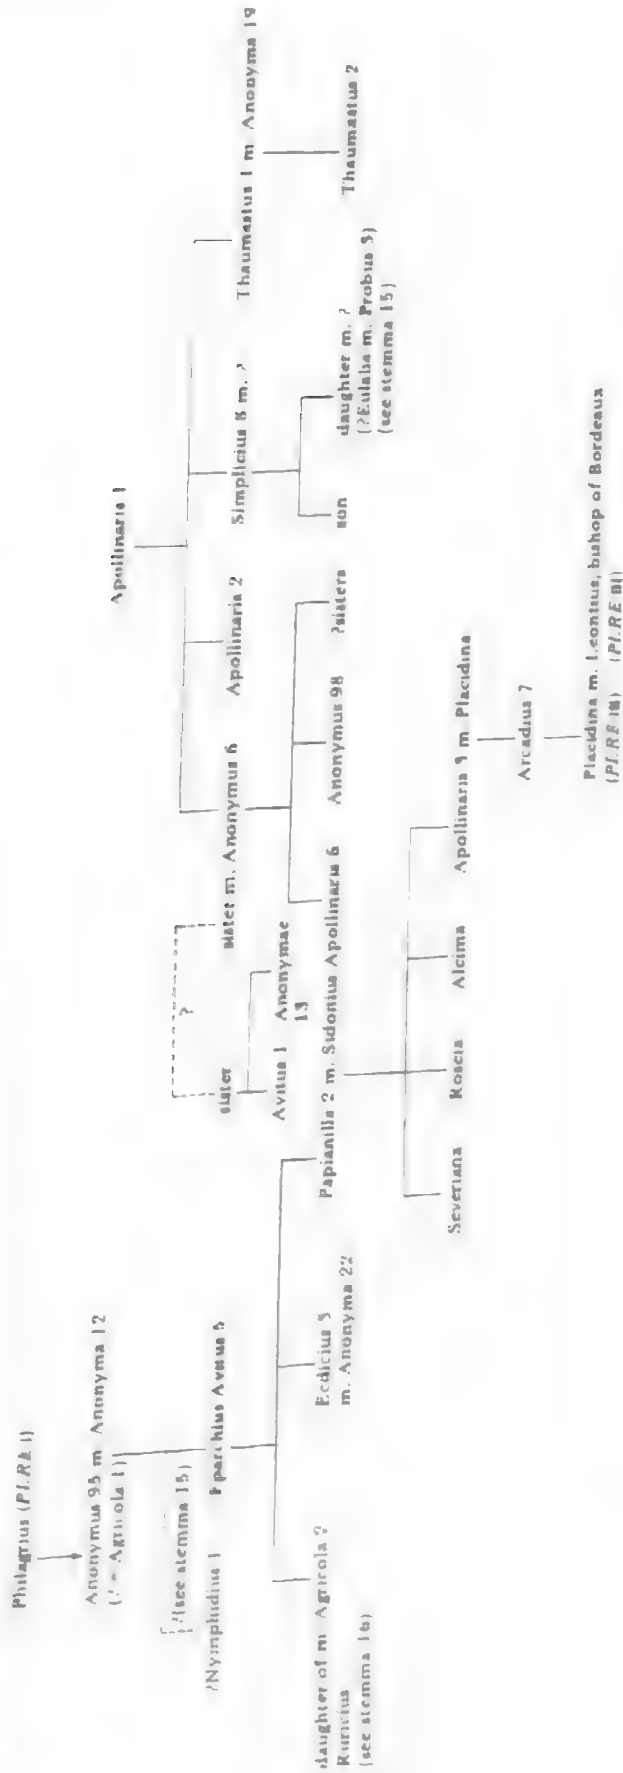 Philagrius (PLRE I)
Anonymus 95 m. Anonyma 12
(? = Agricola 1)
?(see stemma 15)
?Nymphidius 1 Eparchius Avitus 5
daughter of m. Agricola
Ruricius
(see stemma 16)
Ecdicius 3
m. Anonyma 22
Papianilla 2 m. Sidonius Apollinaris 6
?
sister
sister m. Anonymus 6
Avitus 1
Anonymae
13
Apollinaris 1
Apollinaria 2
Simplicius 8 m. ?
Thaumastus 1 m. Anonyma 19
Anonymus 98
?sisters
son
daughter m. ?
(?Eulalia m. Probus 5)
(see stemma 15)
Thaumastus 2
Severiana
Roscia
Alcima
Apollinaris 3 m. Placidina
Arcadius 7
Placidina m. Leontius, bishop of Bordeaux
(PLRE III) (PLRE III)